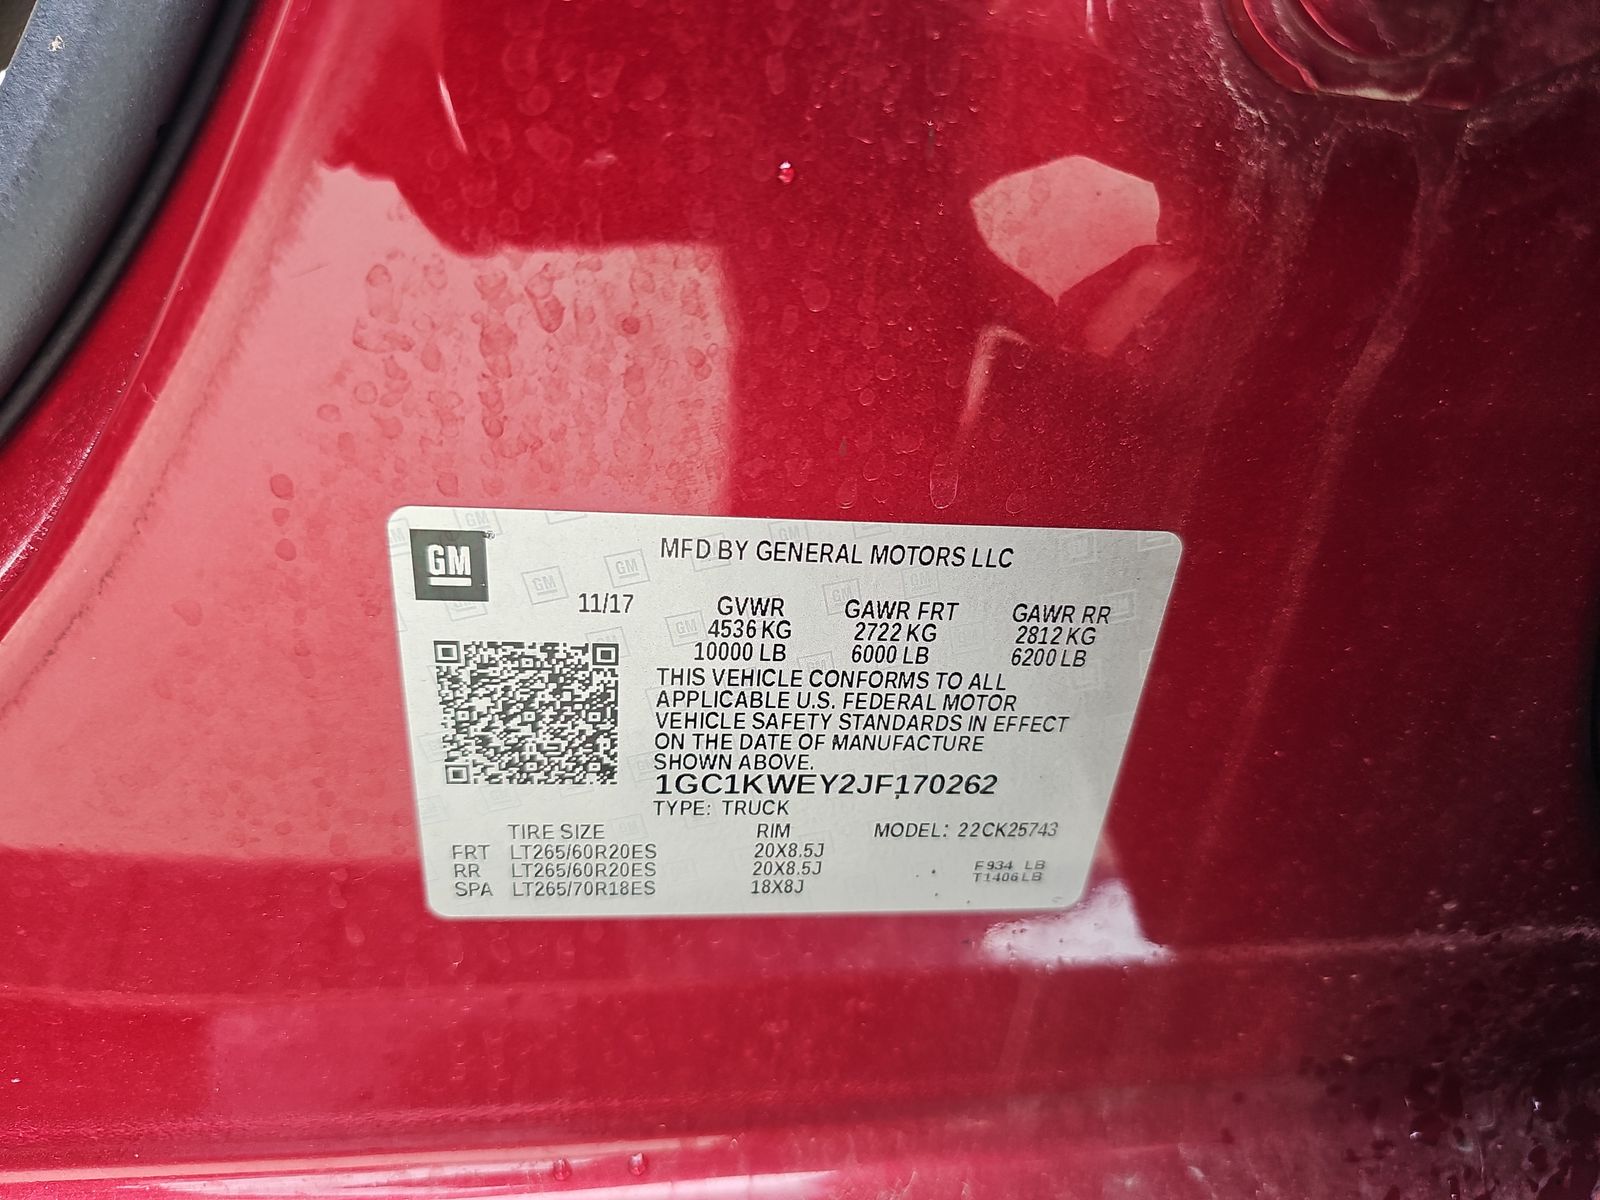 GM
MFD BY GENERAL MOTORS LLC
11/17 GVWR GAWR FRT GAWR RR
4536 KG 2722 KG 2812 KG
10000 LB 6000 LB 6200 LB
THIS VEHICLE CONFORMS TO ALL
APPLICABLE U.S. FEDERAL MOTOR
VEHICLE SAFETY STANDARDS IN EFFECT
ON THE DATE OF MANUFACTURE
SHOWN ABOVE.
1GC1KWEY2JF170262
TYPE: TRUCK
TIRE SIZE RIM MODEL: 22CK25743
FRT LT265/60R20ES 20X8.5J
RR LT265/60R20ES 20X8.5J
SPA LT265/70R18ES 18X8J
F934 LB
T1406LB